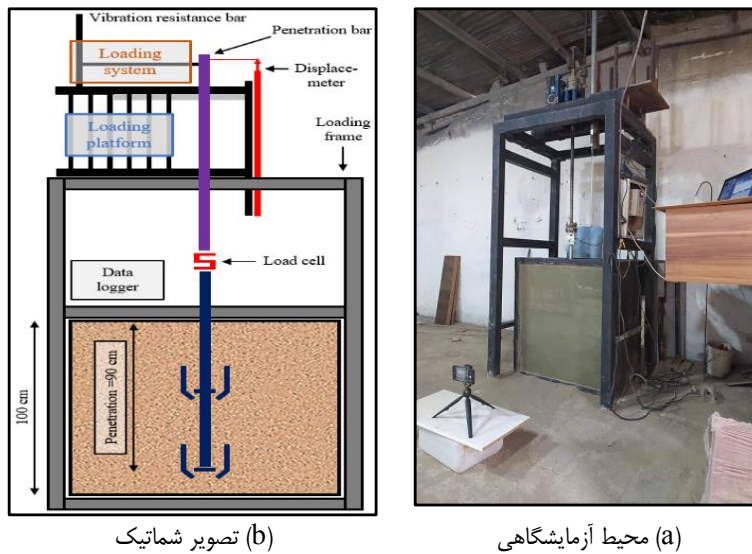 Vibration resistance bar
Loading
system
Penetration bar
Displace-
meter
Loading
platform
Loading
frame
Load cell
Data
logger
100 cm
Penetration =90 cm
(b) تصویر شماتیک
(a) محیط آزمایشگاهی